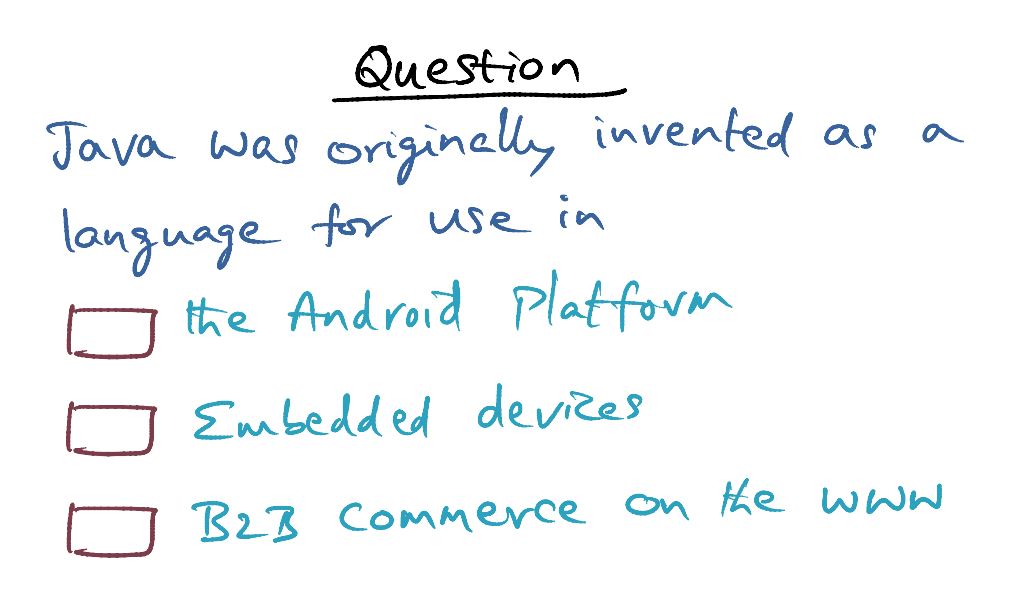 Question
Java was originally invented as a
language for use in
the Android Platform
Embedded devices
B2B Commerce on the www